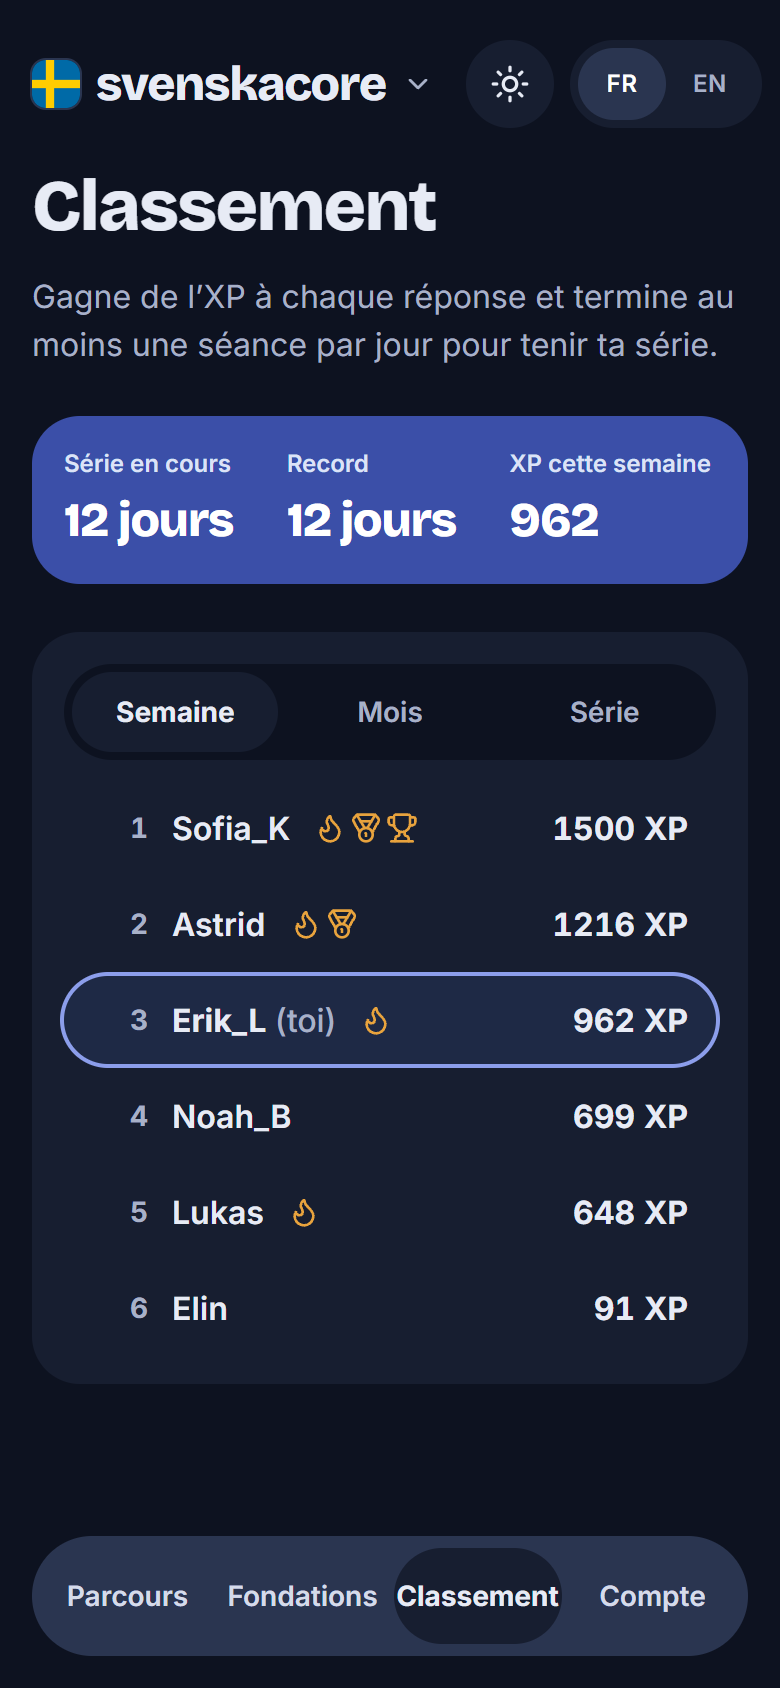 svenskacore
FR EN
Classement
Gagne de l’XP à chaque réponse et termine au
moins une séance par jour pour tenir ta série.
Série en cours Record XP cette semaine
12 jours 12 jours 962
Semaine Mois Série
1 Sofia_K 1500 XP
2 Astrid 1216 XP
3 Erik_L (toi) 962 XP
4 Noah_B 699 XP
5 Lukas 648 XP
6 Elin 91 XP
Parcours Fondations Classement Compte